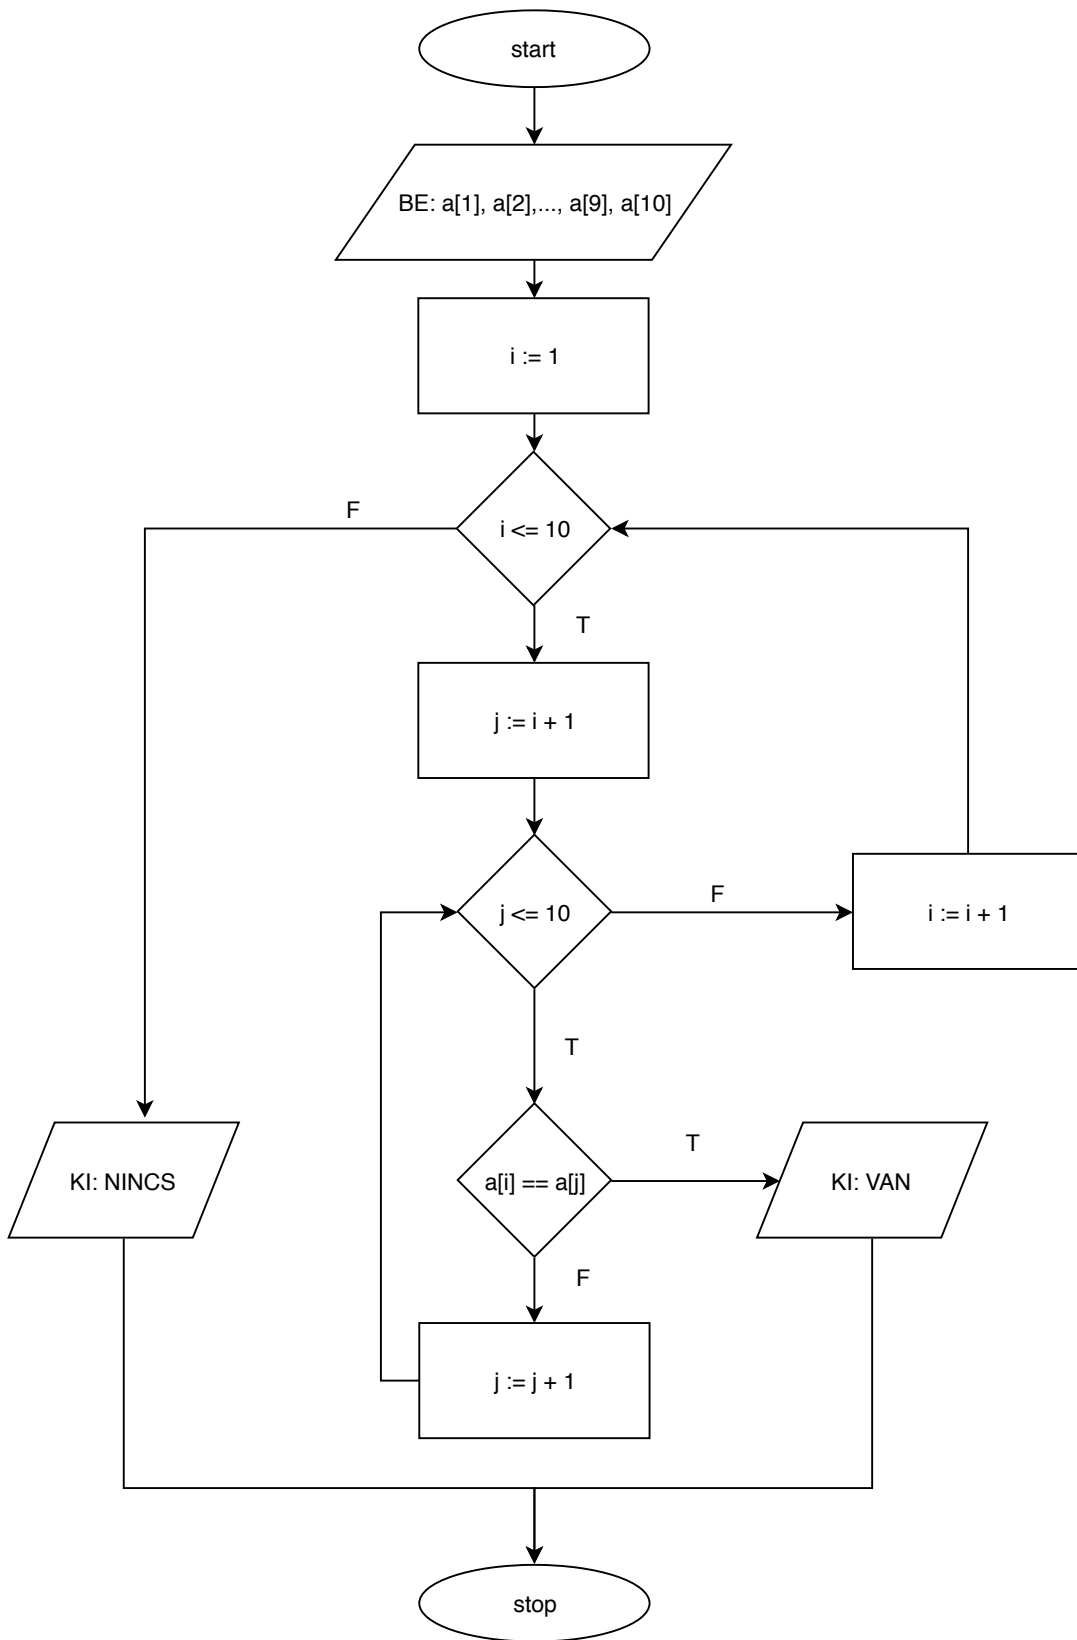 start
BE: a[1], a[2],..., a[9], a[10]
i := 1
F
i <= 10
T
j := i + 1
j <= 10
F
i := i + 1
T
KI: NINCS
a[i] == a[j]
T
KI: VAN
F
j := j + 1
stop